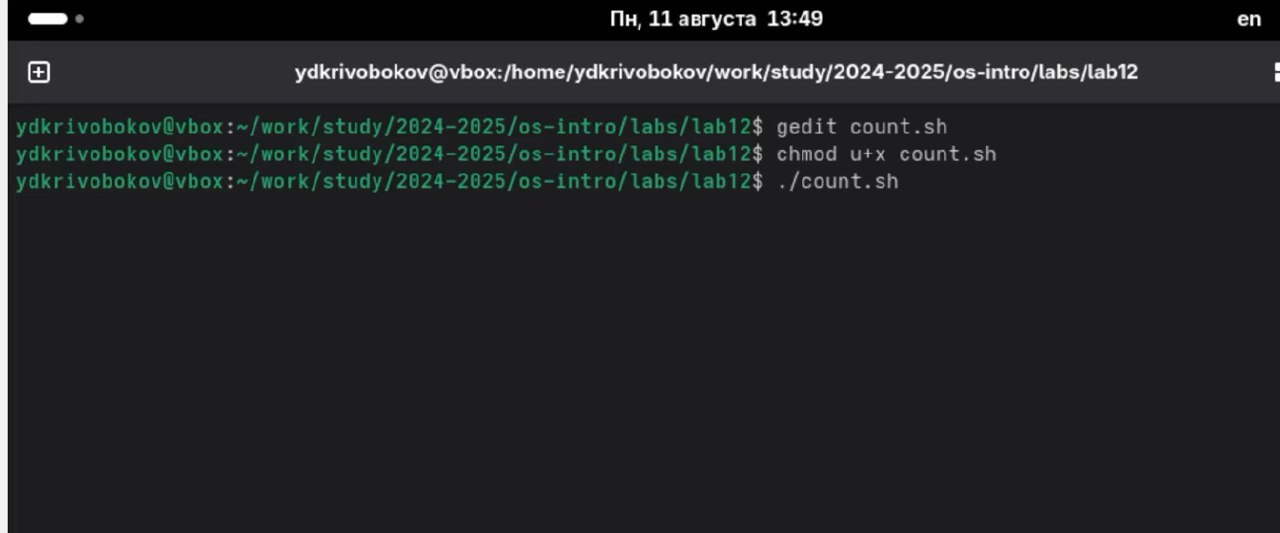 Пн, 11 августа 13:49
en
ydkrivobokov@vbox:/home/ydkrivobokov/work/study/2024-2025/os-intro/labs/lab12
ydkrivobokov@vbox:~/work/study/2024-2025/os-intro/labs/lab12$ gedit count.sh
ydkrivobokov@vbox:~/work/study/2024-2025/os-intro/labs/lab12$ chmod u+x count.sh
ydkrivobokov@vbox:~/work/study/2024-2025/os-intro/labs/lab12$ ./count.sh